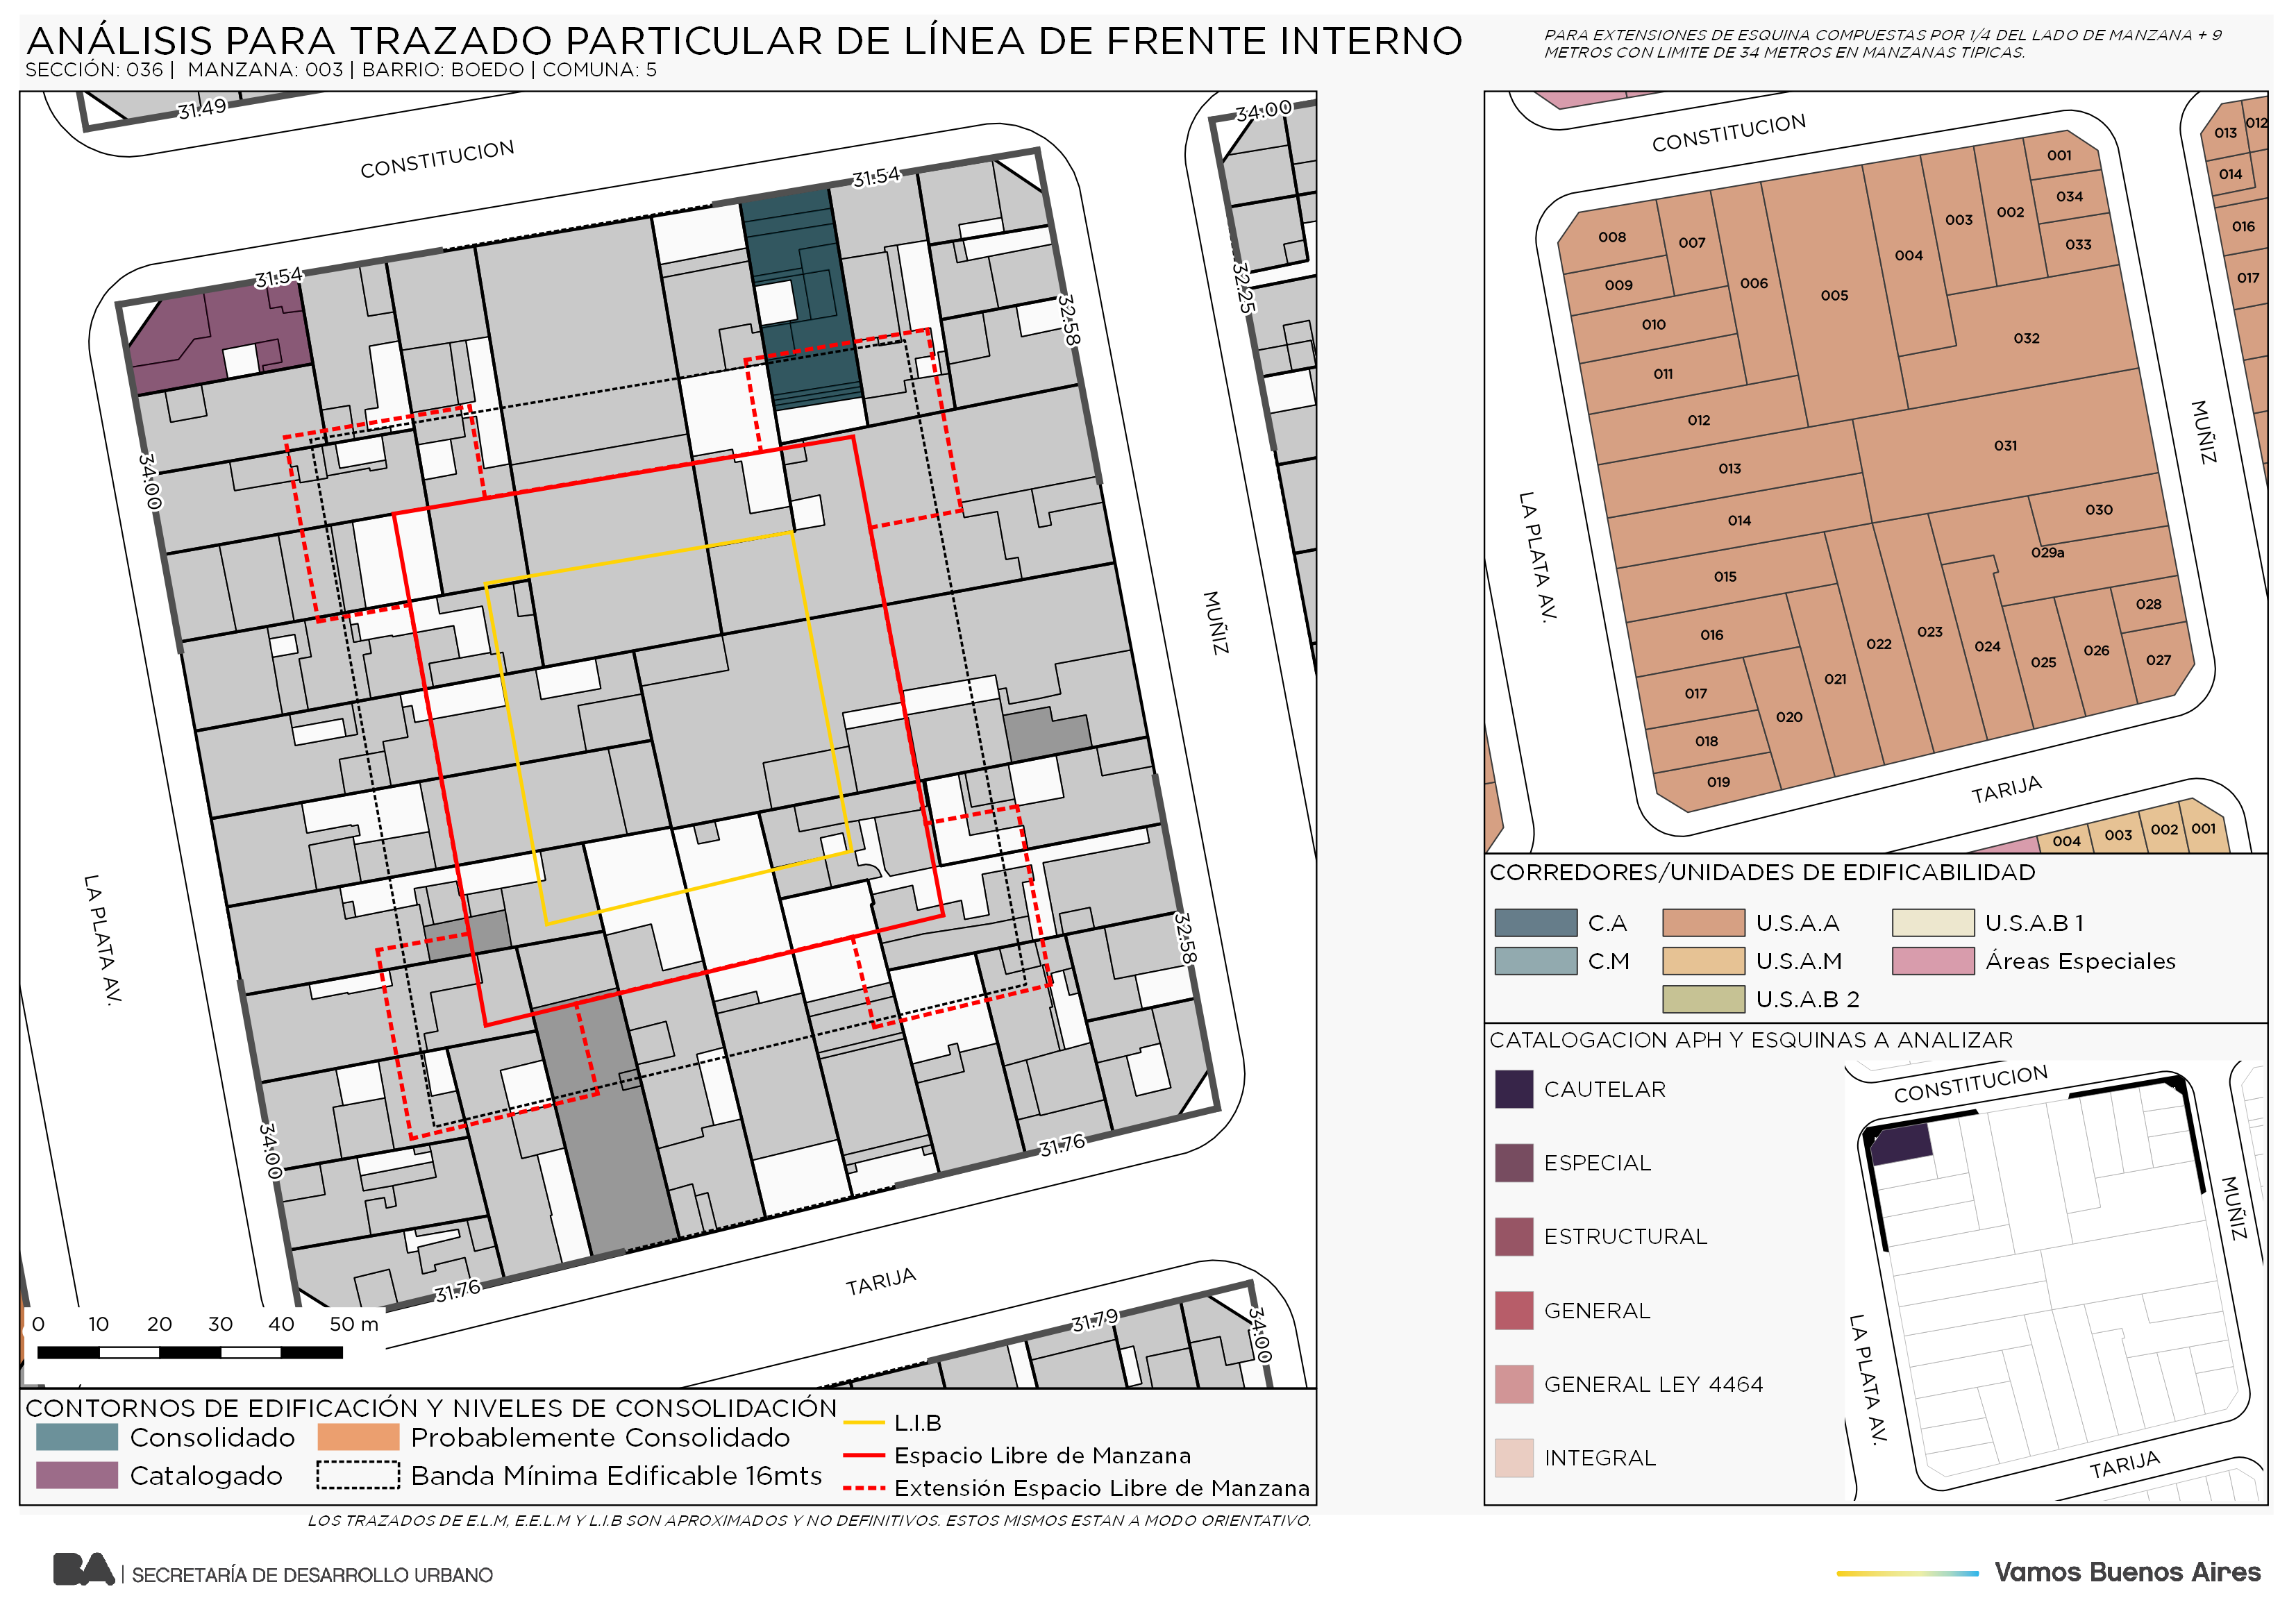 ANÁLISIS PARA TRAZADO PARTICULAR DE LÍNEA DE FRENTE INTERNO
SECCIÓN: 036 | MANZANA: 003 | BARRIO: BOEDO | COMUNA: 5
PARA EXTENSIONES DE ESQUINA COMPUESTAS POR 1/4 DEL LADO DE MANZANA + 9
METROS CON LIMITE DE 34 METROS EN MANZANAS TIPICAS.
31.49
CONSTITUCION
31.54
34.00
31.54
32.25
32.58
34.00
MUÑIZ
LA PLATA AV.
32.58
34.00
31.76
31.76
TARIJA
31.79
34.00
0 10 20 30 40 50 m
CONTORNOS DE EDIFICACIÓN Y NIVELES DE CONSOLIDACIÓN
Consolidado
Probablemente Consolidado
Catalogado
Banda Mínima Edificable 16mts
L.I.B
Espacio Libre de Manzana
Extensión Espacio Libre de Manzana
LOS TRAZADOS DE E.L.M, E.E.L.M Y L.I.B SON APROXIMADOS Y NO DEFINITIVOS. ESTOS MISMOS ESTAN A MODO ORIENTATIVO.
CONSTITUCION
013
012
014
016
017
001
034
033
002
003
004
005
006
007
008
009
010
011
012
013
014
015
016
017
018
019
020
021
022
023
024
025
026
027
028
029a
030
031
032
MUÑIZ
LA PLATA AV.
TARIJA
004
003
002
001
CORREDORES/UNIDADES DE EDIFICABILIDAD
C.A
U.S.A.A
U.S.A.B 1
C.M
U.S.A.M
Áreas Especiales
U.S.A.B 2
CATALOGACION APH Y ESQUINAS A ANALIZAR
CAUTELAR
ESPECIAL
ESTRUCTURAL
GENERAL
GENERAL LEY 4464
INTEGRAL
CONSTITUCION
MUÑIZ
LA PLATA AV.
TARIJA
BA | SECRETARÍA DE DESARROLLO URBANO
Vamos Buenos Aires